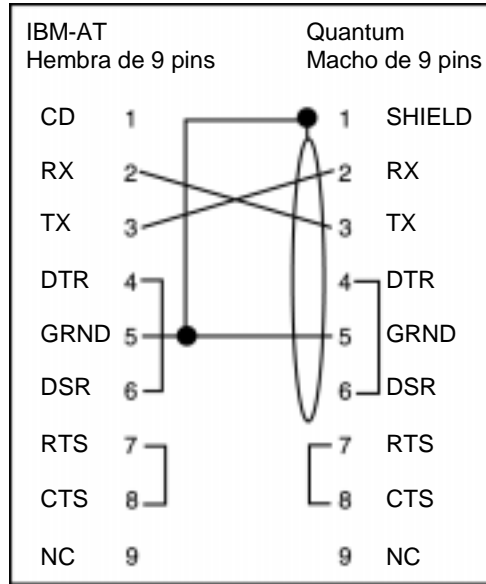 IBM-AT Quantum
Hembra de 9 pins Macho de 9 pins
CD 1 1 SHIELD
RX 2 2 RX
TX 3 3 TX
DTR 4 4 DTR
GRND 5 5 GRND
DSR 6 6 DSR
RTS 7 7 RTS
CTS 8 8 CTS
NC 9 9 NC